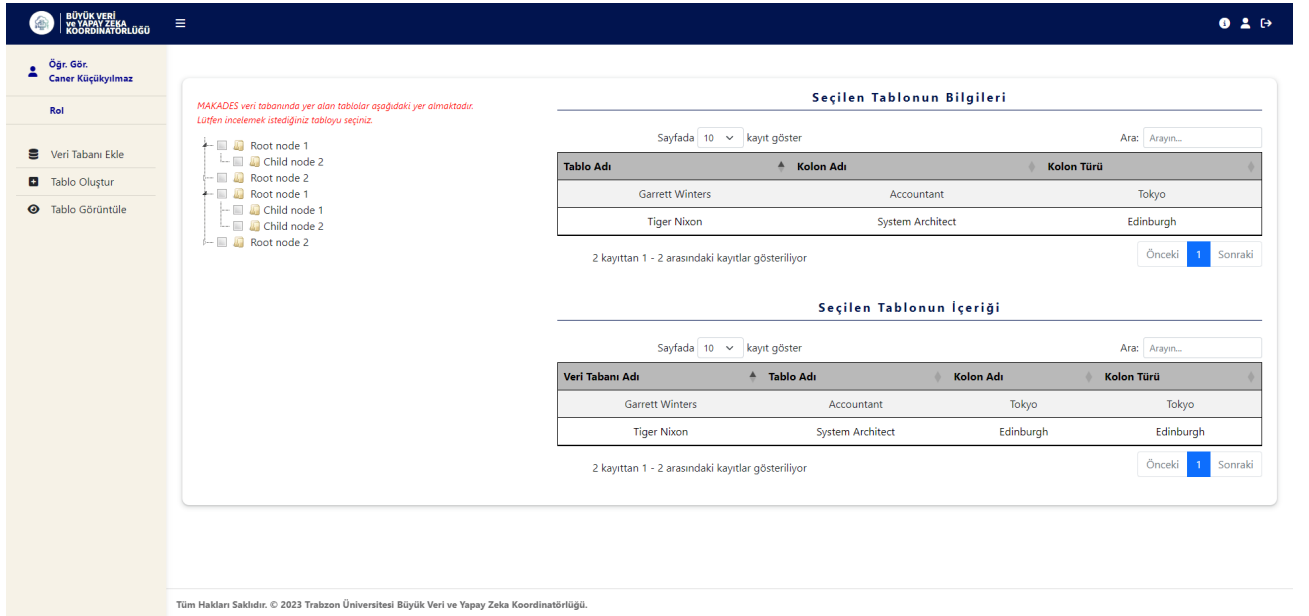 BÜYÜK VERİ
ve YAPAY ZEKA
KOORDİNATÖRLÜĞÜ
Öğr. Gör.
Caner Küçükyılmaz
Rol
Veri Tabanı Ekle
Tablo Oluştur
Tablo Görüntüle
MAKADES veri tabanında yer alan tablolar aşağıdaki yer almaktadır.
Lütfen incelemek istediğiniz tabloyu seçiniz.
Root node 1
Child node 2
Root node 2
Root node 1
Child node 1
Child node 2
Root node 2
Seçilen Tablonun Bilgileri
Sayfada 10 kayıt göster Ara: Arayın...
Tablo Adı Kolon Adı Kolon Türü
Garrett Winters Accountant Tokyo
Tiger Nixon System Architect Edinburgh
2 kayıttan 1 - 2 arasındaki kayıtlar gösteriliyor Önceki 1 Sonraki
Seçilen Tablonun İçeriği
Sayfada 10 kayıt göster Ara: Arayın...
Veri Tabanı Adı Tablo Adı Kolon Adı Kolon Türü
Garrett Winters Accountant Tokyo Tokyo
Tiger Nixon System Architect Edinburgh Edinburgh
2 kayıttan 1 - 2 arasındaki kayıtlar gösteriliyor Önceki 1 Sonraki
Tüm Hakları Saklıdır. © 2023 Trabzon Üniversitesi Büyük Veri ve Yapay Zeka Koordinatörlüğü.